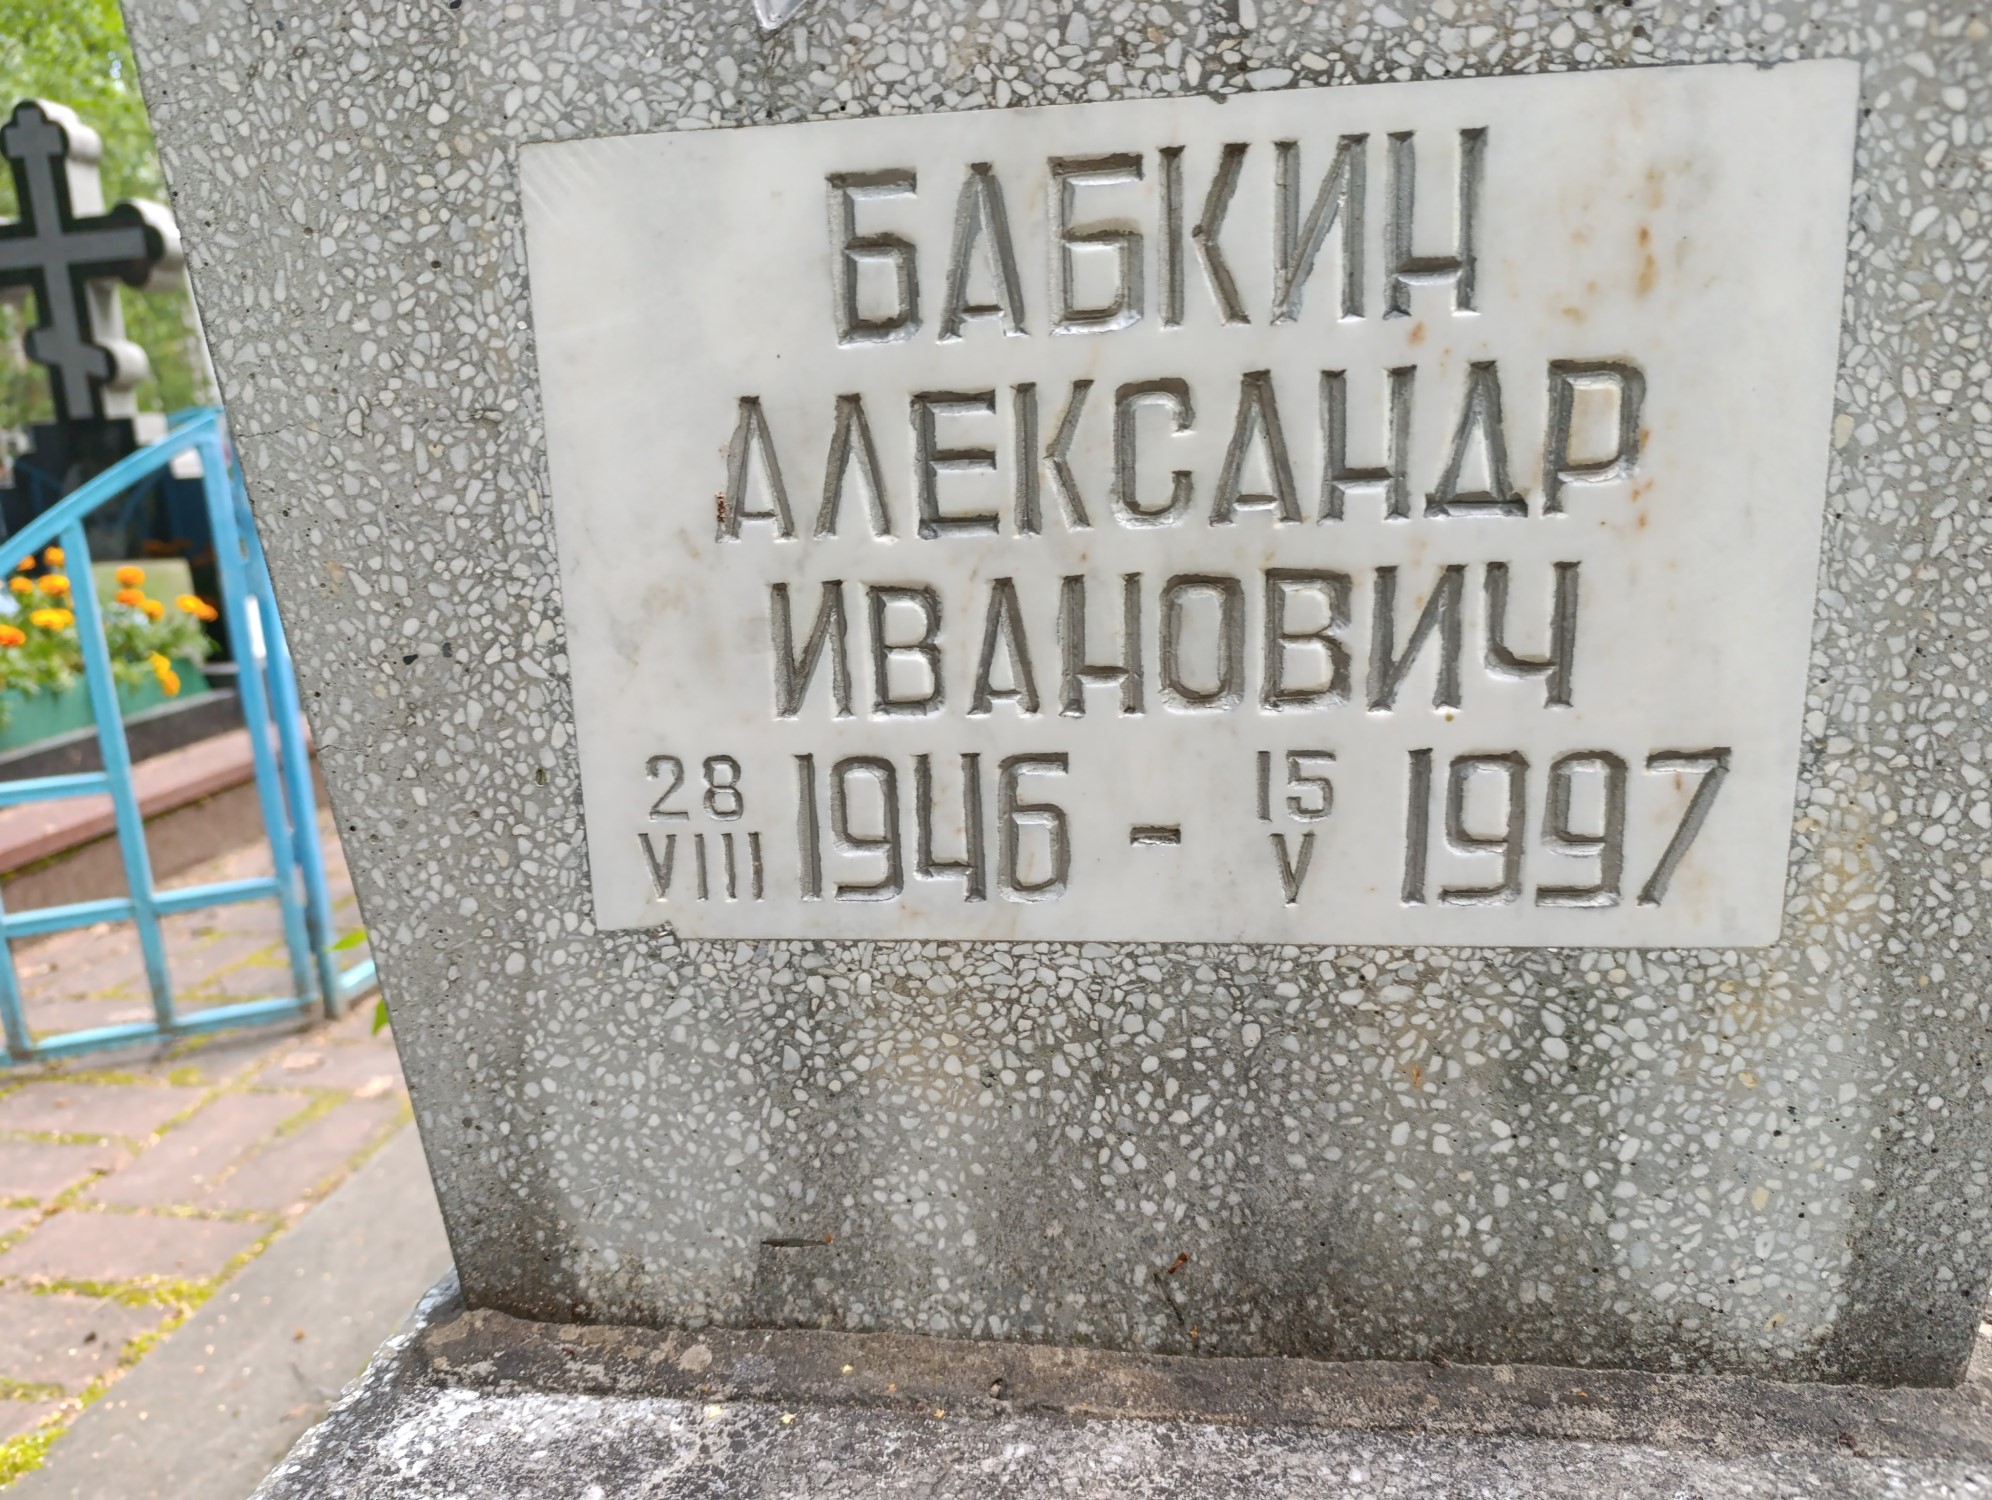 БАБКИН
АЛЕКСАНДР
ИВАНОВИЧ
28 VIII 1946 - 15 V 1997